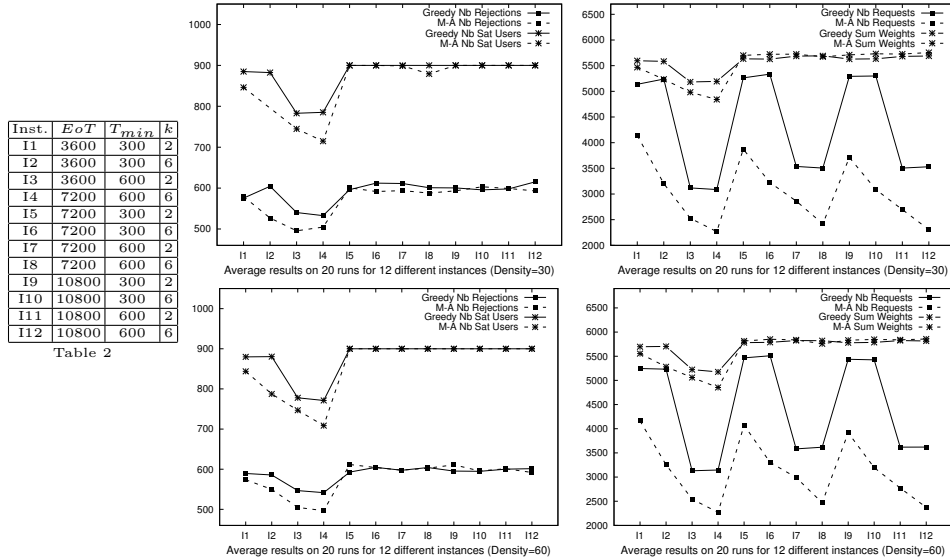 Inst. EoT T_min k
I1 3600 300 2
I2 3600 300 6
I3 3600 600 2
I4 7200 600 6
I5 7200 300 2
I6 7200 300 6
I7 7200 600 2
I8 7200 600 6
I9 10800 300 2
I10 10800 300 6
I11 10800 600 2
I12 10800 600 6
Table 2
Greedy Nb Rejections
M-A Nb Rejections
Greedy Nb Sat Users
M-A Nb Sat Users
1000
900
800
700
600
500
I1 I2 I3 I4 I5 I6 I7 I8 I9 I10 I11 I12
Average results on 20 runs for 12 different instances (Density=30)
Greedy Nb Requests
M-A Nb Requests
Greedy Sum Weights
M-A Sum Weights
6500
6000
5500
5000
4500
4000
3500
3000
2500
2000
I1 I2 I3 I4 I5 I6 I7 I8 I9 I10 I11 I12
Average results on 20 runs for 12 different instances (Density=30)
Greedy Nb Rejections
M-A Nb Rejections
Greedy Nb Sat Users
M-A Nb Sat Users
1000
900
800
700
600
500
I1 I2 I3 I4 I5 I6 I7 I8 I9 I10 I11 I12
Average results on 20 runs for 12 different instances (Density=60)
Greedy Nb Requests
M-A Nb Requests
Greedy Sum Weights
M-A Sum Weights
6500
6000
5500
5000
4500
4000
3500
3000
2500
2000
I1 I2 I3 I4 I5 I6 I7 I8 I9 I10 I11 I12
Average results on 20 runs for 12 different instances (Density=60)